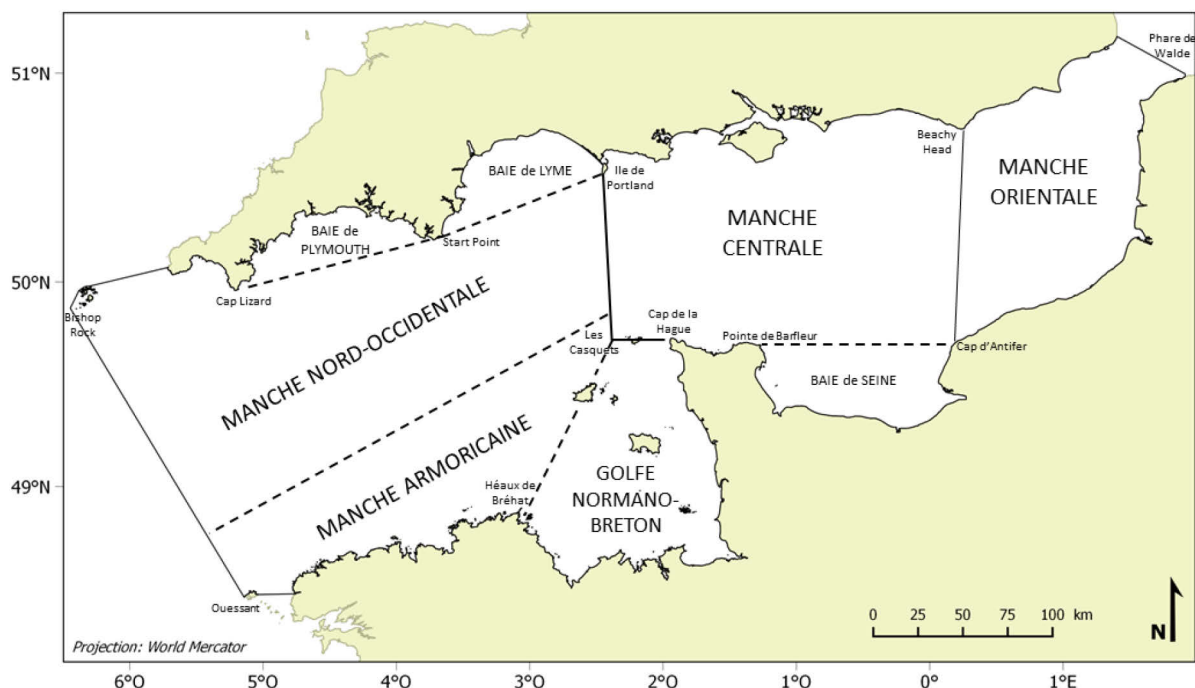 Phare de
Walde
51°N
Beachy
Head
MANCHE
ORIENTALE
BAIE de LYME
Ile de
Portland
MANCHE
CENTRALE
BAIE de
PLYMOUTH
Start Point
50°N
Cap Lizard
Bishop
Rock
MANCHE NORD-OCCIDENTALE
Les
Casquets
Cap de la
Hague
Pointe de Barfleur
Cap d'Antifer
BAIE de SEINE
MANCHE ARMORICAINE
49°N
Héaux de
Bréhat
GOLFE
NORMANO-
BRETON
Ouessant
0 25 50 75 100 km
N
Projection: World Mercator
6°O 5°O 4°O 3°O 2°O 1°O 0°O 1°E